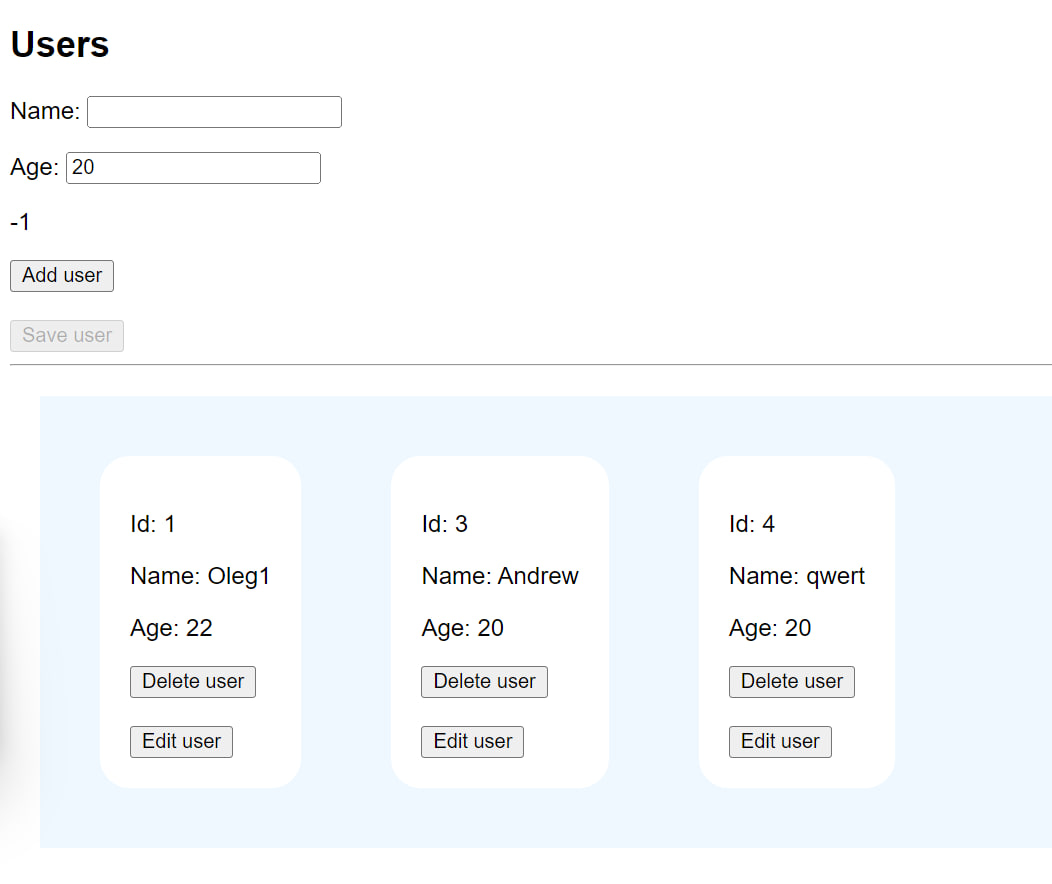 Users
Name:
Age: 20
-1
Add user
Save user
Id: 1
Name: Oleg1
Age: 22
Delete user
Edit user
Id: 3
Name: Andrew
Age: 20
Delete user
Edit user
Id: 4
Name: qwert
Age: 20
Delete user
Edit user